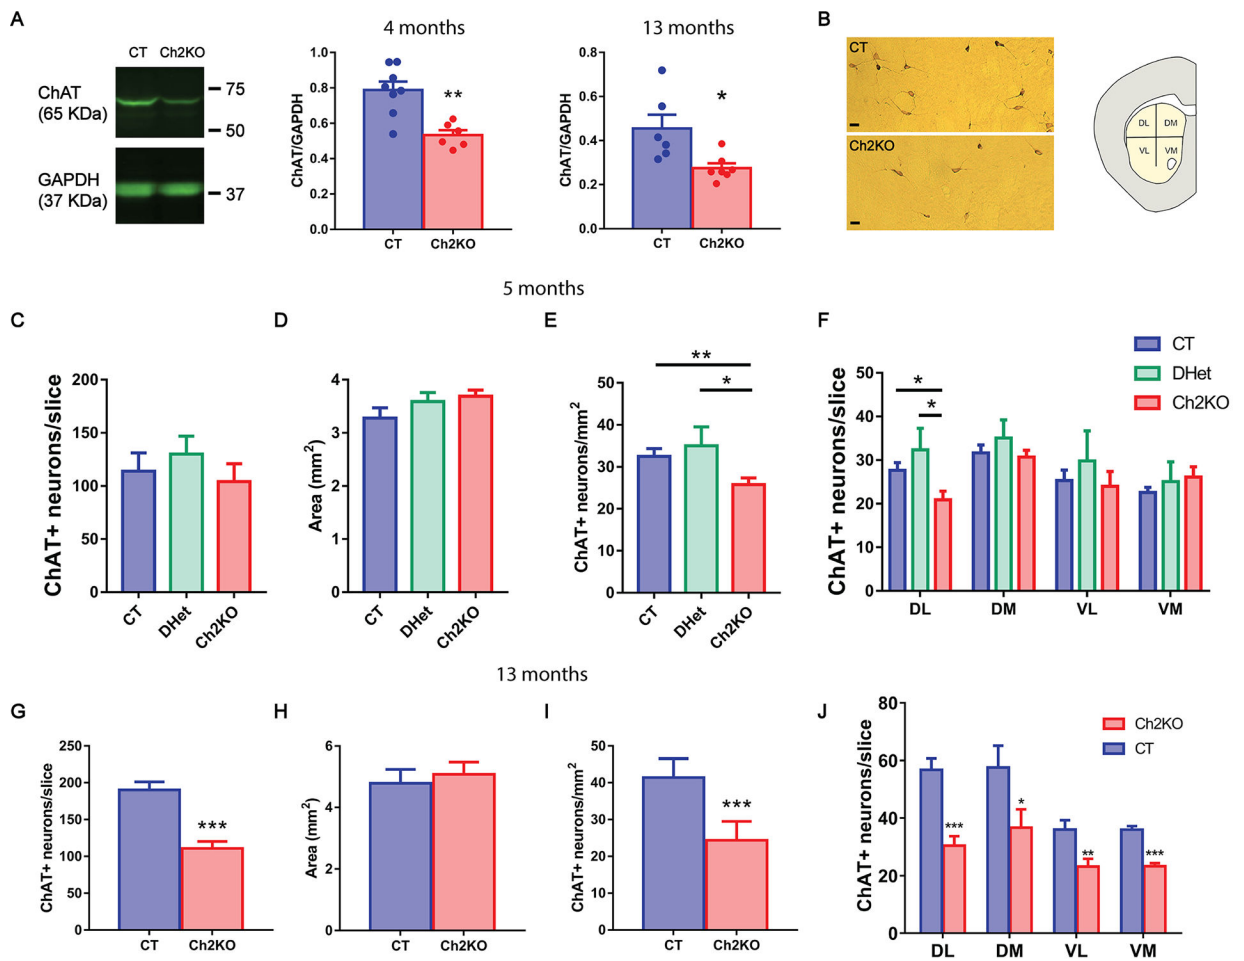 A
4 months
13 months
B
CT Ch2KO
ChAT
(65 KDa)
75
50
GAPDH
(37 KDa)
37
ChAT/GAPDH
1.0
0.8
0.6
0.4
0.2
0.0
**
CT Ch2KO
ChAT/GAPDH
0.8
0.6
0.4
0.2
0.0
*
CT Ch2KO
CT
Ch2KO
DL DM
VL VM
5 months
C
ChAT+ neurons/slice
200
150
100
50
0
CT DHet Ch2KO
D
Area (mm2)
4
3
2
1
0
CT DHet Ch2KO
E
ChAT+ neurons/mm2
50
40
30
20
10
0
**
*
CT DHet Ch2KO
F
CT
DHet
Ch2KO
ChAT+ neurons/slice
50
40
30
20
10
0
*
*
DL DM VL VM
13 months
G
ChAT+ neurons/slice
250
200
150
100
50
0
***
CT Ch2KO
H
Area (mm2)
6
4
2
0
CT Ch2KO
I
ChAT+ neurons/mm2
50
40
30
20
10
0
***
CT Ch2KO
J
Ch2KO
CT
ChAT+ neurons/slice
80
60
40
20
0
***
*
**
***
DL DM VL VM